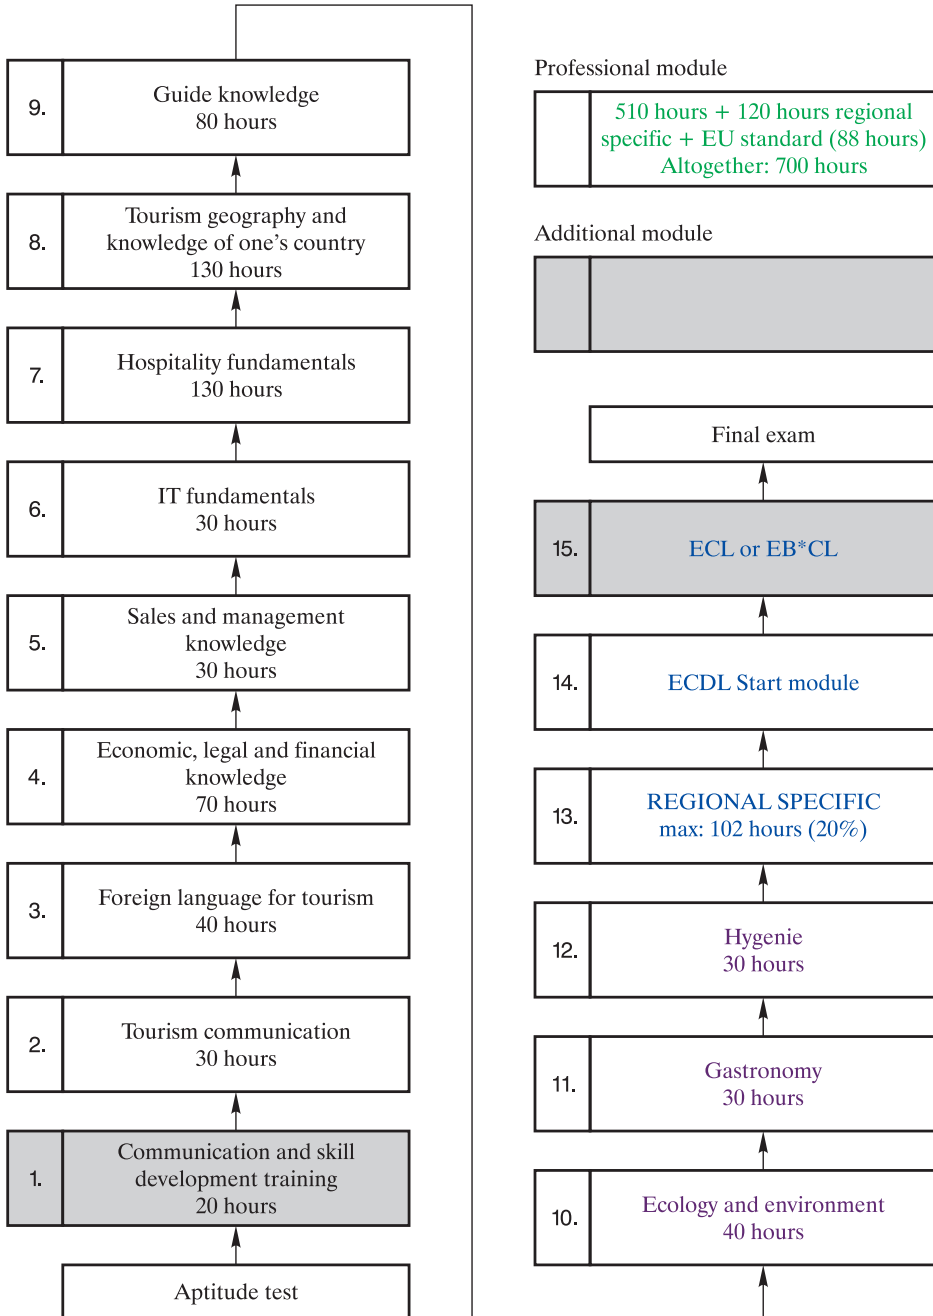 9.
Guide knowledge
80 hours
8.
Tourism geography and
knowledge of one's country
130 hours
7.
Hospitality fundamentals
130 hours
6.
IT fundamentals
30 hours
5.
Sales and management
knowledge
30 hours
4.
Economic, legal and financial
knowledge
70 hours
3.
Foreign language for tourism
40 hours
2.
Tourism communication
30 hours
1.
Communication and skill
development training
20 hours
Aptitude test
Professional module
510 hours + 120 hours regional
specific + EU standard (88 hours)
Altogether: 700 hours
Additional module
Final exam
15.
ECL or EB*CL
14.
ECDL Start module
13.
REGIONAL SPECIFIC
max: 102 hours (20%)
12.
Hygenie
30 hours
11.
Gastronomy
30 hours
10.
Ecology and environment
40 hours